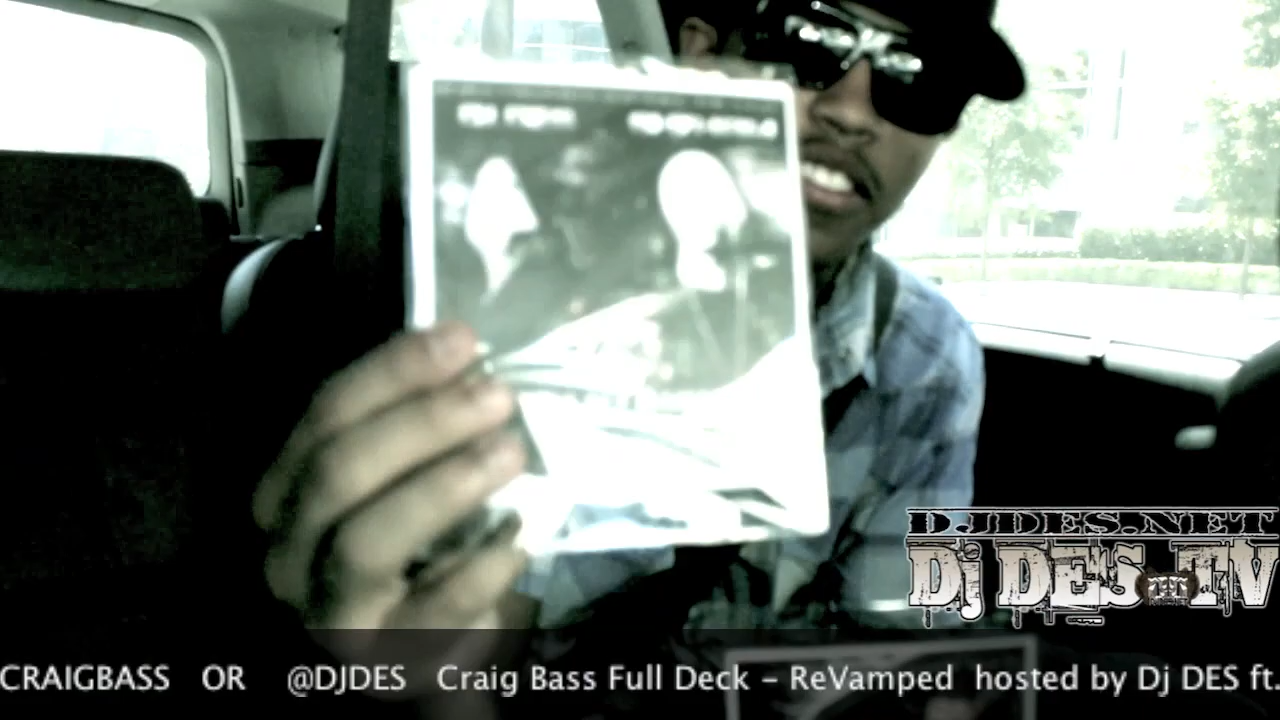 DJDES.NET
Dj DES TV
CRAIGBASS OR @DJDES Craig Bass Full Deck - ReVamped hosted by Dj DES ft.